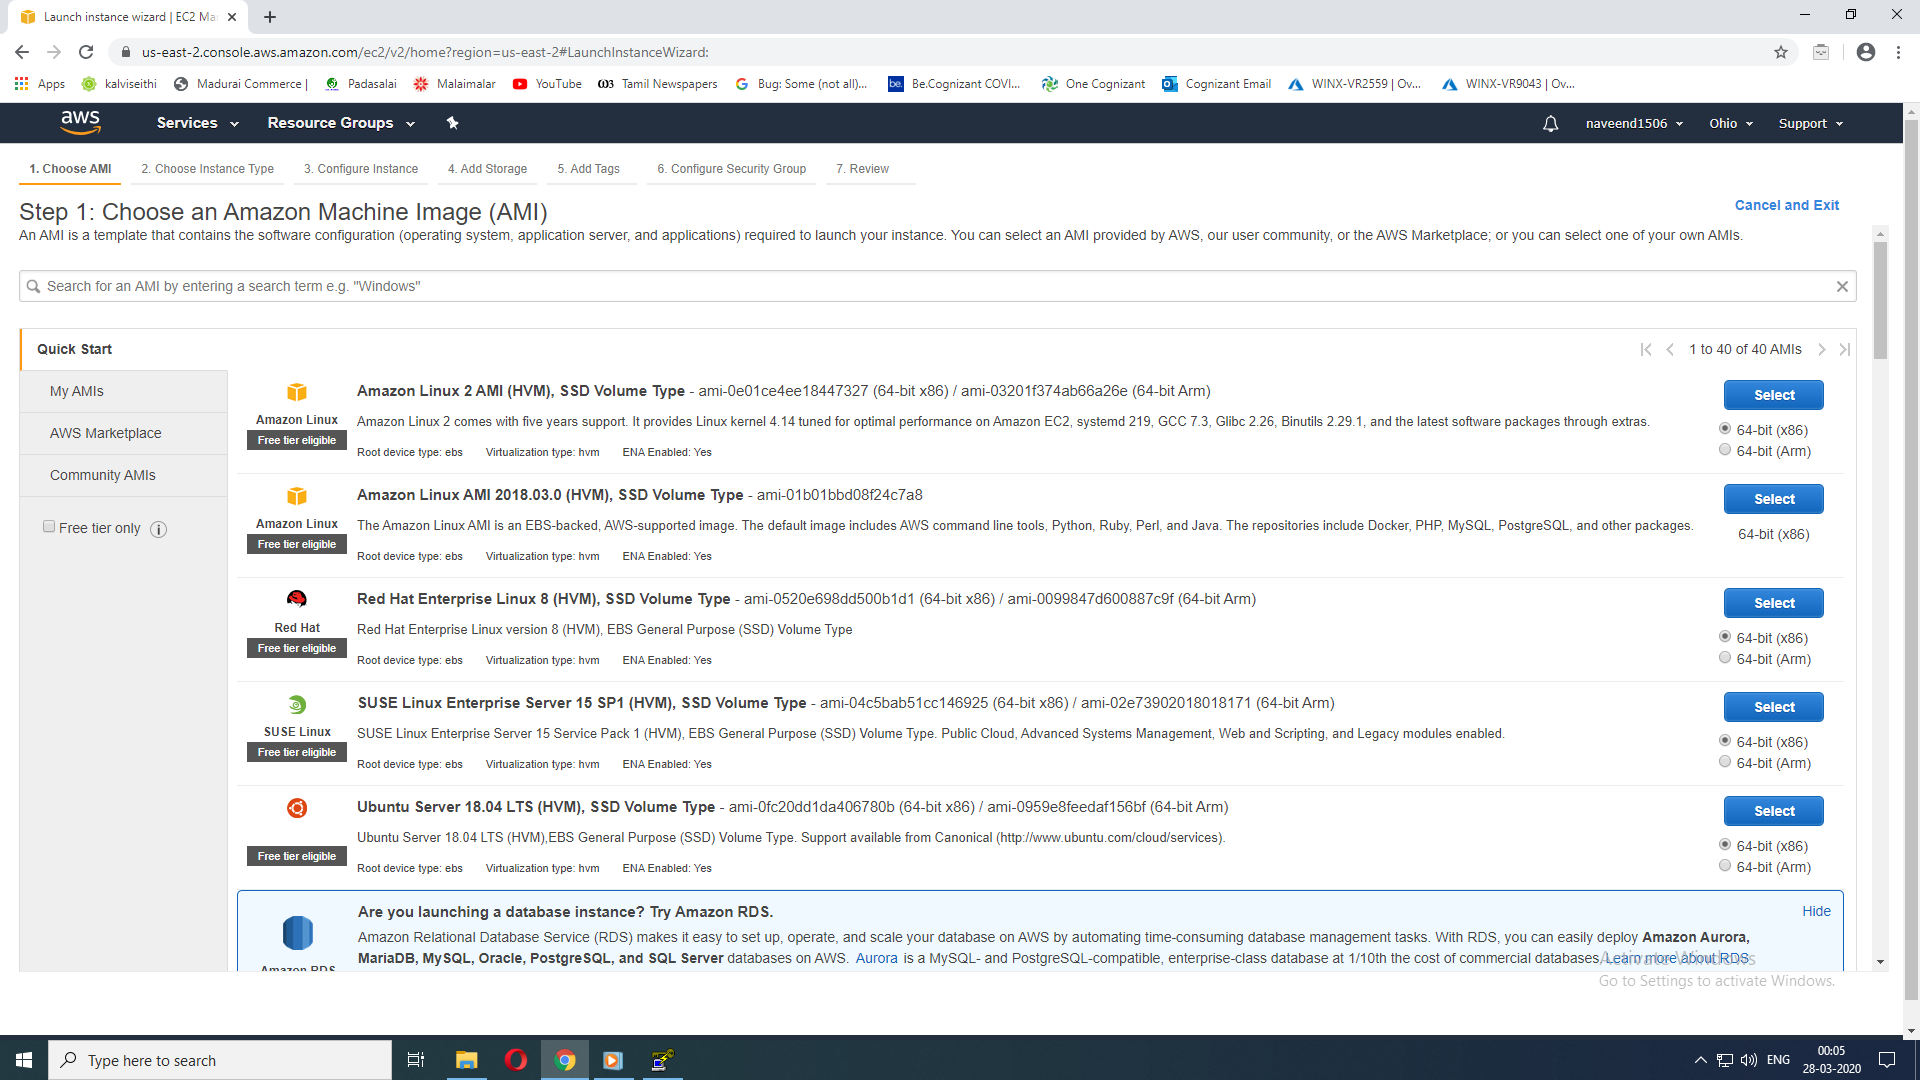 Launch instance wizard | EC2 Ma
us-east-2.console.aws.amazon.com/ec2/v2/home?region=us-east-2#LaunchInstanceWizard:
Apps kalviseithi Madurai Commerce | Padasalai Malaimalar YouTube Tamil Newspapers Bug: Some (not all)... be. Be.Cognizant COVI... One Cognizant Cognizant Email WINX-VR2559 | Ov... WINX-VR9043 | Ov...
aws Services Resource Groups naveend1506 Ohio Support
1. Choose AMI 2. Choose Instance Type 3. Configure Instance 4. Add Storage 5. Add Tags 6. Configure Security Group 7. Review
Step 1: Choose an Amazon Machine Image (AMI)
Cancel and Exit
An AMI is a template that contains the software configuration (operating system, application server, and applications) required to launch your instance. You can select an AMI provided by AWS, our user community, or the AWS Marketplace; or you can select one of your own AMIs.
Search for an AMI by entering a search term e.g. "Windows"
Quick Start
1 to 40 of 40 AMIs
My AMIs
AWS Marketplace
Community AMIs
Free tier only
Amazon Linux
Free tier eligible
Amazon Linux 2 AMI (HVM), SSD Volume Type - ami-0e01ce4ee18447327 (64-bit x86) / ami-03201f374ab66a26e (64-bit Arm)
Amazon Linux 2 comes with five years support. It provides Linux kernel 4.14 tuned for optimal performance on Amazon EC2, systemd 219, GCC 7.3, Glibc 2.26, Binutils 2.29.1, and the latest software packages through extras.
Root device type: ebs Virtualization type: hvm ENA Enabled: Yes
Select
64-bit (x86)
64-bit (Arm)
Amazon Linux
Free tier eligible
Amazon Linux AMI 2018.03.0 (HVM), SSD Volume Type - ami-01b01bbd08f24c7a8
The Amazon Linux AMI is an EBS-backed, AWS-supported image. The default image includes AWS command line tools, Python, Ruby, Perl, and Java. The repositories include Docker, PHP, MySQL, PostgreSQL, and other packages.
Root device type: ebs Virtualization type: hvm ENA Enabled: Yes
Select
64-bit (x86)
Red Hat
Free tier eligible
Red Hat Enterprise Linux 8 (HVM), SSD Volume Type - ami-0520e698dd500b1d1 (64-bit x86) / ami-0099847d600887c9f (64-bit Arm)
Red Hat Enterprise Linux version 8 (HVM), EBS General Purpose (SSD) Volume Type
Root device type: ebs Virtualization type: hvm ENA Enabled: Yes
Select
64-bit (x86)
64-bit (Arm)
SUSE Linux
Free tier eligible
SUSE Linux Enterprise Server 15 SP1 (HVM), SSD Volume Type - ami-04c5bab51cc146925 (64-bit x86) / ami-02e73902018018171 (64-bit Arm)
SUSE Linux Enterprise Server 15 Service Pack 1 (HVM), EBS General Purpose (SSD) Volume Type. Public Cloud, Advanced Systems Management, Web and Scripting, and Legacy modules enabled.
Root device type: ebs Virtualization type: hvm ENA Enabled: Yes
Select
64-bit (x86)
64-bit (Arm)
Free tier eligible
Ubuntu Server 18.04 LTS (HVM), SSD Volume Type - ami-0fc20dd1da406780b (64-bit x86) / ami-0959e8feedaf156bf (64-bit Arm)
Ubuntu Server 18.04 LTS (HVM),EBS General Purpose (SSD) Volume Type. Support available from Canonical (http://www.ubuntu.com/cloud/services).
Root device type: ebs Virtualization type: hvm ENA Enabled: Yes
Select
64-bit (x86)
64-bit (Arm)
Are you launching a database instance? Try Amazon RDS.
Hide
Amazon Relational Database Service (RDS) makes it easy to set up, operate, and scale your database on AWS by automating time-consuming database management tasks. With RDS, you can easily deploy Amazon Aurora,
MariaDB, MySQL, Oracle, PostgreSQL, and SQL Server databases on AWS. Aurora is a MySQL- and PostgreSQL-compatible, enterprise-class database at 1/10th the cost of commercial databases. Learn more about RDS
Amazon RDS
Activate Windows
Go to Settings to activate Windows.
Type here to search
ENG
00:05
28-03-2020